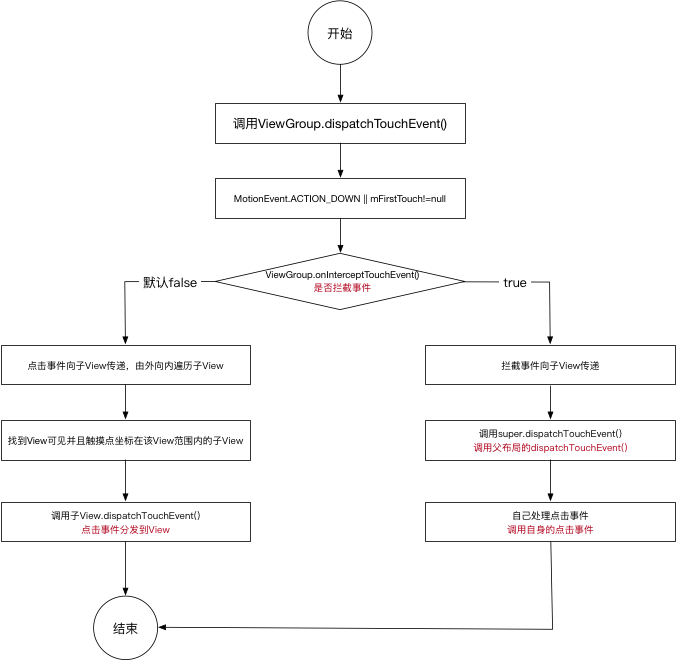 开始
调用ViewGroup.dispatchTouchEvent()
MotionEvent.ACTION_DOWN || mFirstTouch!=null
ViewGroup.onInterceptTouchEvent()
是否拦截事件
默认false
true
点击事件向子View传递，由外向内遍历子View
找到View可见并且触摸点坐标在该View范围内的子View
调用子View.dispatchTouchEvent()
点击事件分发到View
拦截事件向子View传递
调用super.dispatchTouchEvent()
调用父布局的dispatchTouchEvent()
自己处理点击事件
调用自身的点击事件
结束